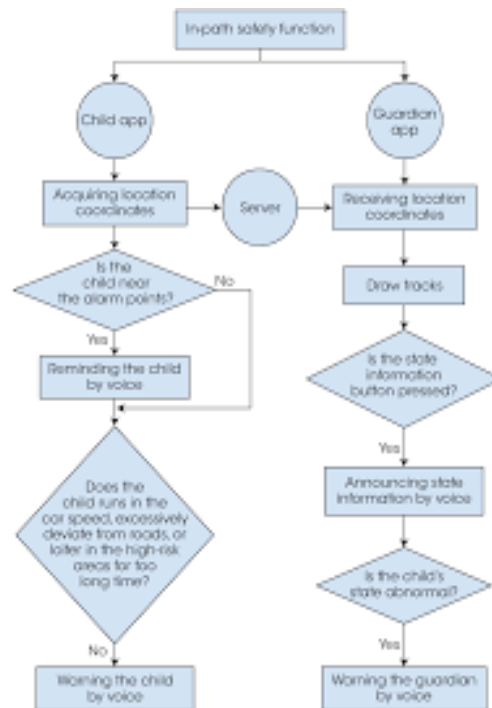 In-path safety function
Child app
Guardian
app
Acquiring location
coordinates
Server
Receiving location
coordinates
Is the
child near
the alarm points?
No
Draw tracks
Yes
Is the state
information
button pressed?
Reminding the child
by voice
Yes
Does the
child runs in the
car speed, excessively
deviate from roads, or
loiter in the high-risk
areas for too
long time?
Announcing state
information by voice
Is the child's
state abnormal?
No
Yes
Warning the child
by voice
Warning the guardian
by voice